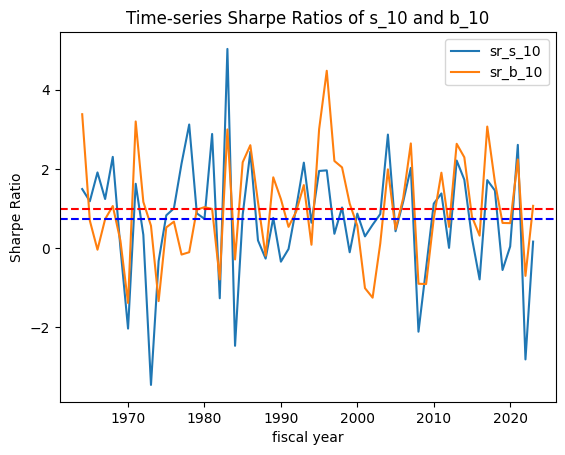 Time-series Sharpe Ratios of s_10 and b_10
sr_s_10
sr_b_10
Sharpe Ratio
4
2
0
−2
1970 1980 1990 2000 2010 2020
fiscal year